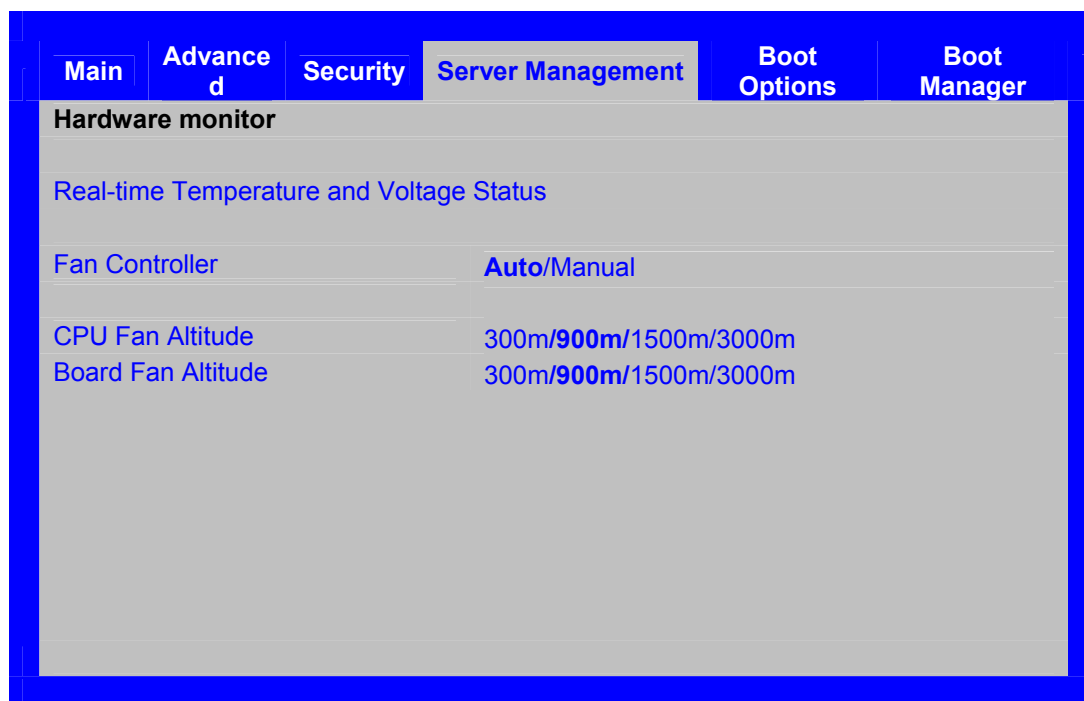 Main Advance Security Server Management Boot Boot
d Options Manager
Hardware monitor
Real-time Temperature and Voltage Status
Fan Controller Auto/Manual
CPU Fan Altitude 300m/900m/1500m/3000m
Board Fan Altitude 300m/900m/1500m/3000m